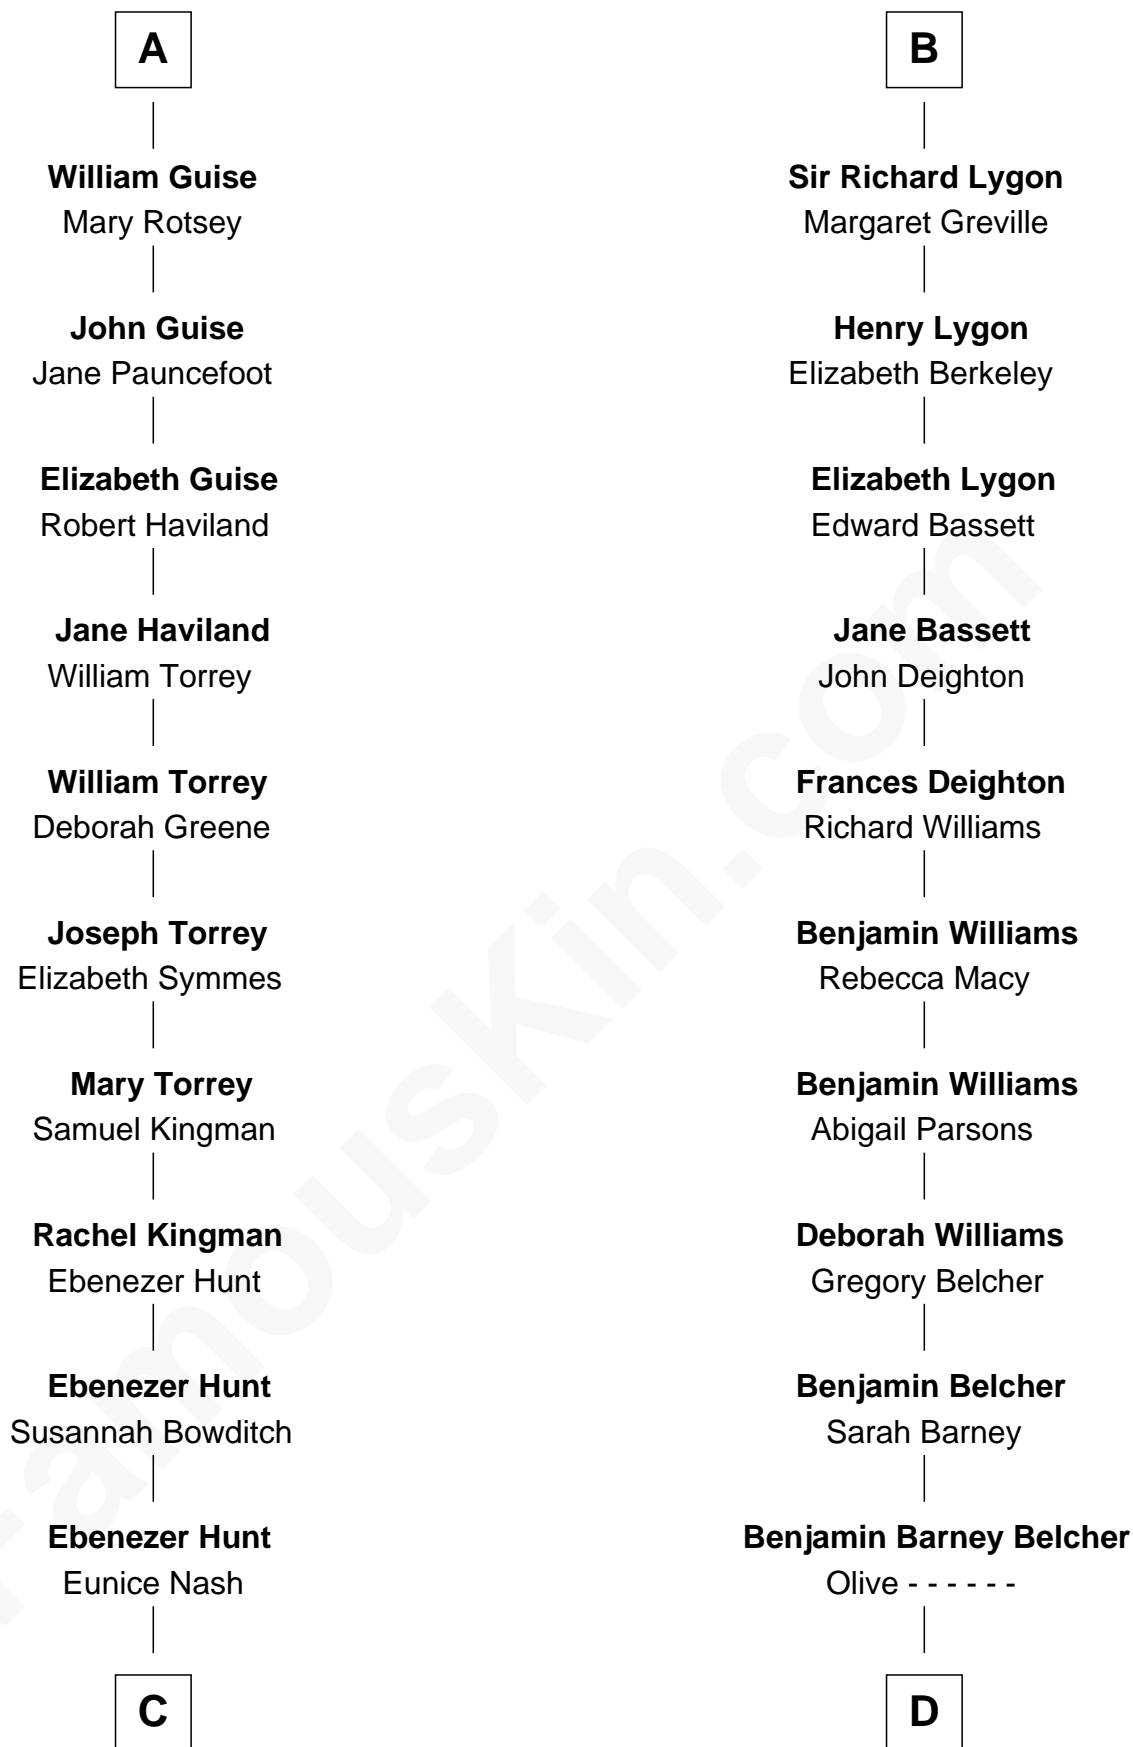 A
William Guise
Mary Rotsey
John Guise
Jane Pauncefoot
Elizabeth Guise
Robert Haviland
Jane Haviland
William Torrey
William Torrey
Deborah Greene
Joseph Torrey
Elizabeth Symmes
Mary Torrey
Samuel Kingman
Rachel Kingman
Ebenezer Hunt
Ebenezer Hunt
Susannah Bowditch
Ebenezer Hunt
Eunice Nash
C
B
Sir Richard Lygon
Margaret Greville
Henry Lygon
Elizabeth Berkeley
Elizabeth Lygon
Edward Bassett
Jane Bassett
John Deighton
Frances Deighton
Richard Williams
Benjamin Williams
Rebecca Macy
Benjamin Williams
Abigail Parsons
Deborah Williams
Gregory Belcher
Benjamin Belcher
Sarah Barney
Benjamin Barney Belcher
Olive - - - - - -
D
FamousKin.com